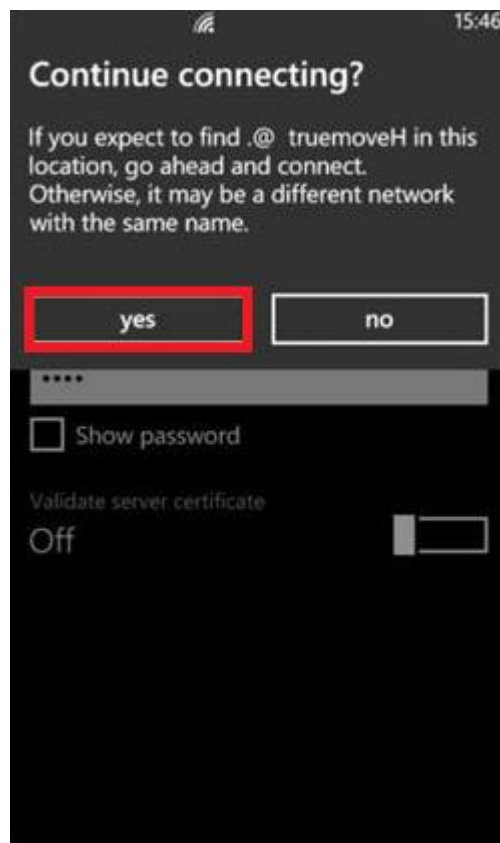 15:46
Continue connecting?
If you expect to find .@  truemoveH in this
location, go ahead and connect.
Otherwise, it may be a different network
with the same name.
yes
no
••••
Show password
Validate server certificate
Off